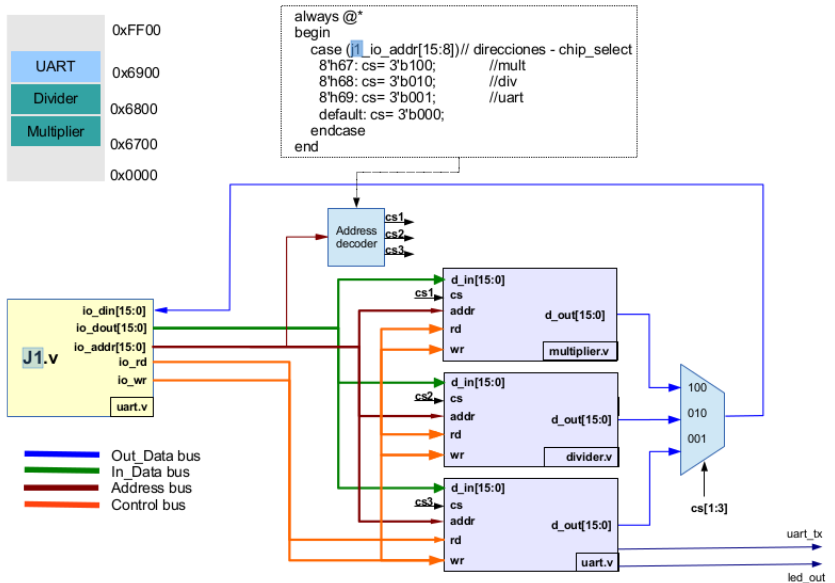 0xFF00
UART
0x6900
Divider
0x6800
Multiplier
0x6700
0x0000
always @*
begin
case (j1_io_addr[15:8])// direcciones - chip_select
8'h67: cs= 3'b100; //mult
8'h68: cs= 3'b010; //div
8'h69: cs= 3'b001; //uart
default: cs= 3'b000;
endcase
end
Address
decoder
cs1
cs2
cs3
J1.v
io_din[15:0]
io_dout[15:0]
io_addr[15:0]
io_rd
io_wr
uart.v
d_in[15:0]
cs1
cs
addr
rd
wr
d_out[15:0]
multiplier.v
d_in[15:0]
cs2
cs
addr
rd
wr
d_out[15:0]
divider.v
d_in[15:0]
cs3
cs
addr
rd
wr
d_out[15:0]
uart.v
100
010
001
cs[1:3]
uart_tx
led_out
Out_Data bus
In_Data bus
Address bus
Control bus